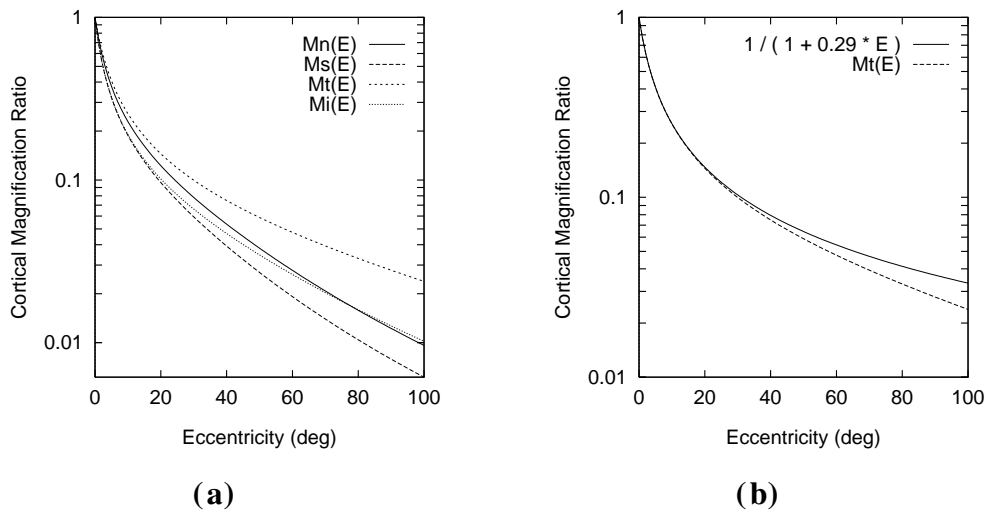 1
0.1
0.01
Cortical Magnification Ratio
Mn(E)
Ms(E)
Mt(E)
Mi(E)
0 20 40 60 80 100
Eccentricity (deg)
(a)
1
0.1
0.01
Cortical Magnification Ratio
1 / ( 1 + 0.29 * E )
Mt(E)
0 20 40 60 80 100
Eccentricity (deg)
(b)